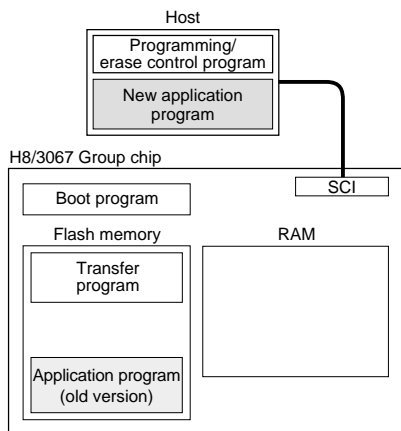 Host
Programming/
erase control program
New application
program
H8/3067 Group chip
SCI
Boot program
Flash memory
RAM
Transfer
program
Application program
(old version)